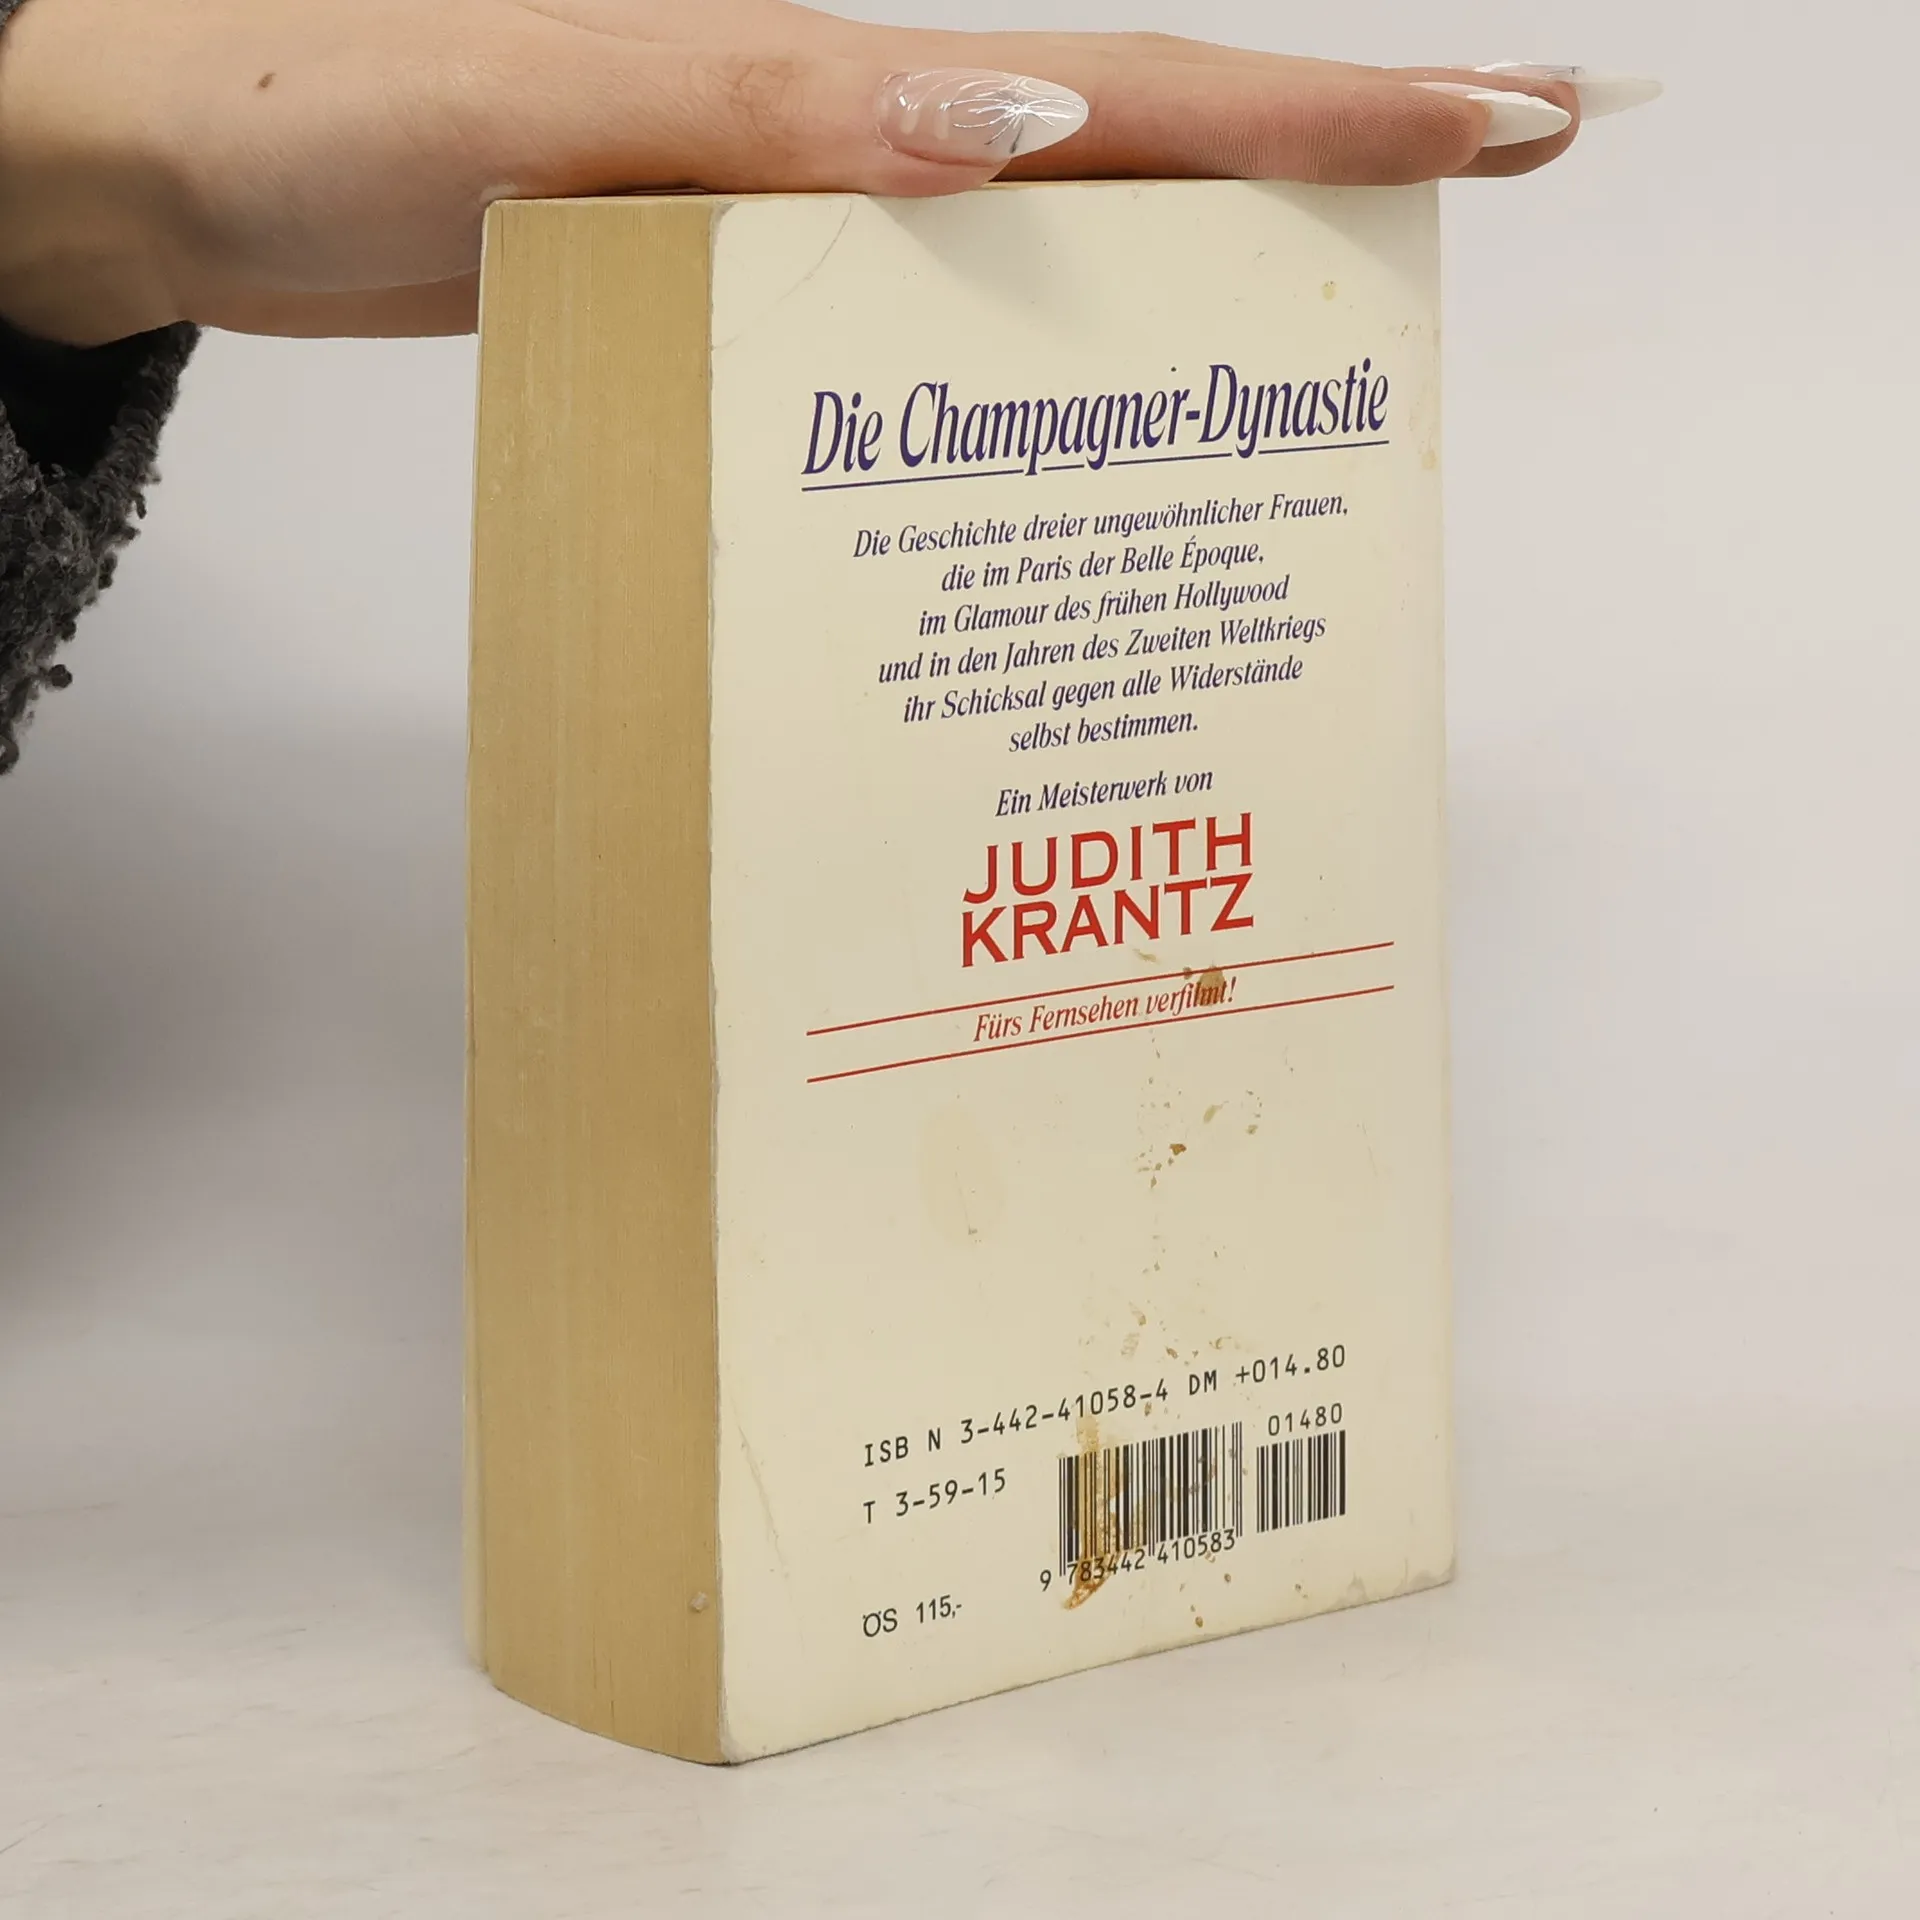 Die Champagner-Dynastie
Die Geschichte dreier ungewöhnlicher Frauen,
die im Paris der Belle Époque,
im Glamour des frühen Hollywood
und in den Jahren des Zweiten Weltkriegs
ihr Schicksal gegen alle Widerstände
selbst bestimmen.
Ein Meisterwerk von
JUDITH
KRANTZ
Fürs Fernsehen verfilmt!
ISB N 3-442-41058-4 DM +014.80
T 3-59-15
01480
9 783442 410583
ÖS 115,-